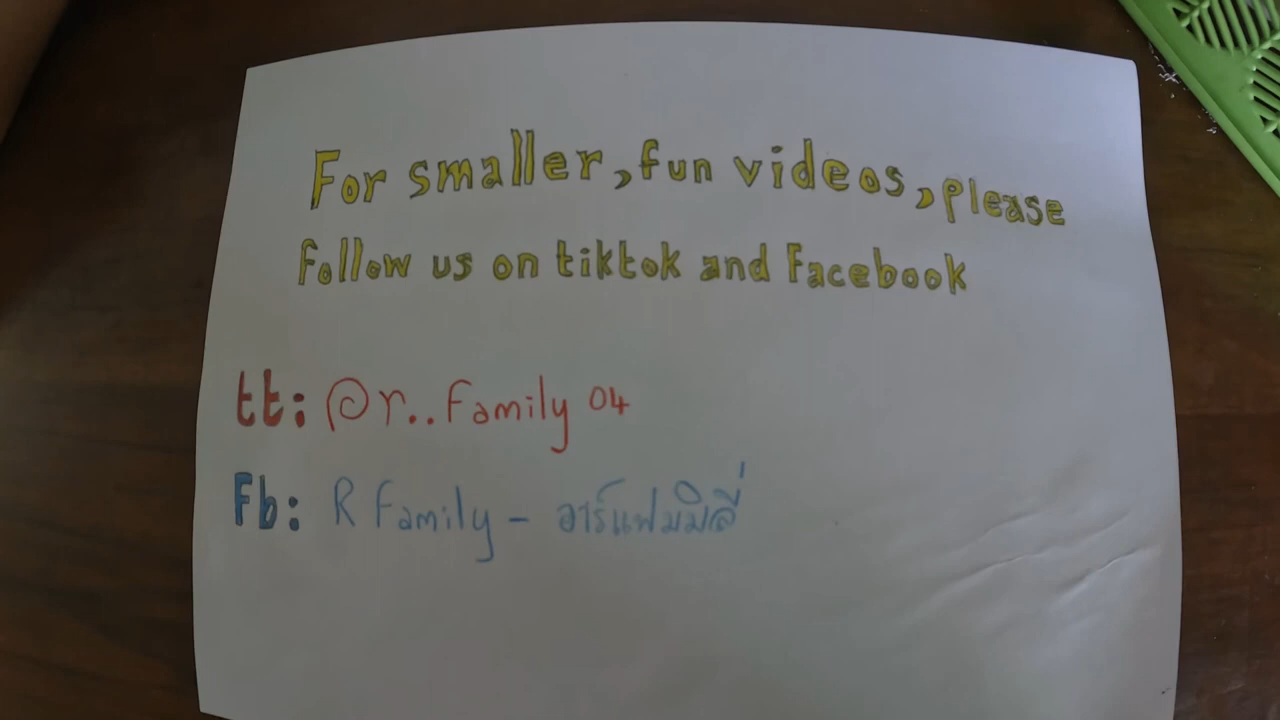 For smaller, fun videos, please
follow us on tiktok and Facebook
tt: @r..family 04
Fb: R Family - อาร์แฟมมิลี่